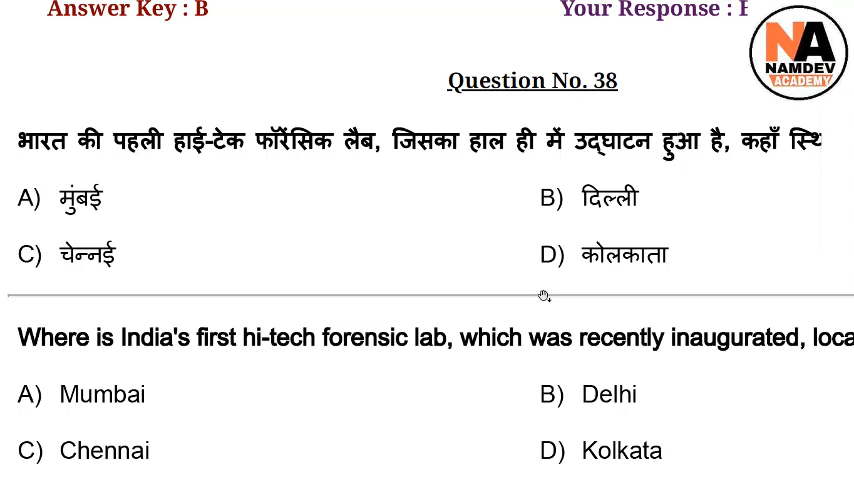 Answer Key : B Your Response :
NA
NAMDEV
ACADEMY
Question No. 38
भारत की पहली हाई-टेक फॉरेंसिक लैब, जिसका हाल ही में उद्घाटन हुआ है, कहाँ
A) मुंबई B) दिल्ली
C) चेन्नई D) कोलकाता
Where is India's first hi-tech forensic lab, which was recently inaugurated,
A) Mumbai B) Delhi
C) Chennai D) Kolkata